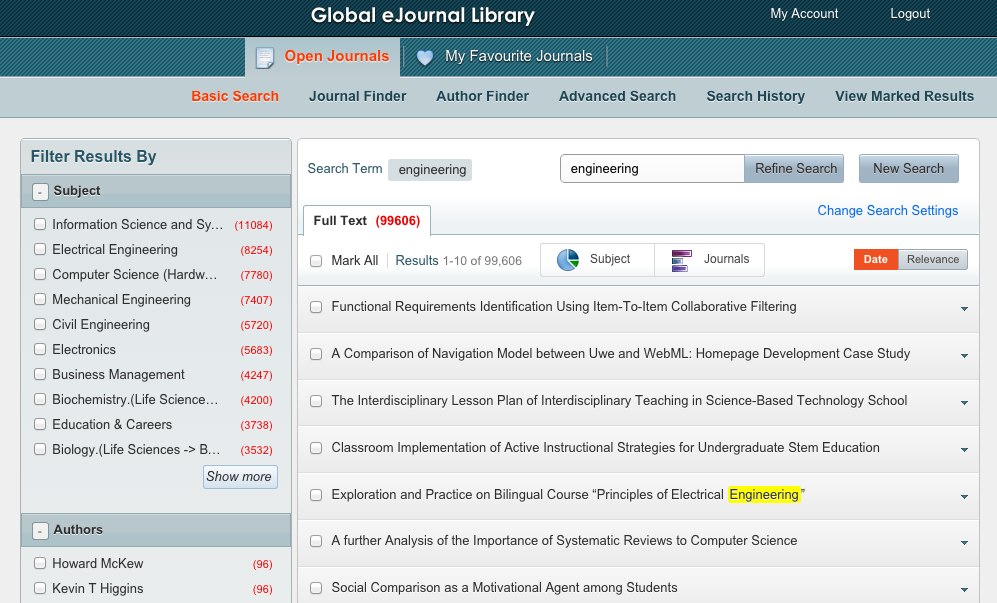 Global eJournal Library
My Account Logout
Open Journals My Favourite Journals
Basic Search Journal Finder Author Finder Advanced Search Search History View Marked Results
Filter Results By
- Subject
Information Science and Sy... (11084)
Electrical Engineering (8254)
Computer Science (Hardw... (7780)
Mechanical Engineering (7407)
Civil Engineering (5720)
Electronics (5683)
Business Management (4247)
Biochemistry.(Life Science... (4200)
Education & Careers (3738)
Biology.(Life Sciences -> B... (3532)
Show more
- Authors
Howard McKew (96)
Kevin T Higgins (96)
Search Term engineering engineering Refine Search New Search
Full Text (99606) Change Search Settings
Mark All Results 1-10 of 99,606 Subject Journals Date Relevance
Functional Requirements Identification Using Item-To-Item Collaborative Filtering
A Comparison of Navigation Model between Uwe and WebML: Homepage Development Case Study
The Interdisciplinary Lesson Plan of Interdisciplinary Teaching in Science-Based Technology School
Classroom Implementation of Active Instructional Strategies for Undergraduate Stem Education
Exploration and Practice on Bilingual Course “Principles of Electrical Engineering”
A further Analysis of the Importance of Systematic Reviews to Computer Science
Social Comparison as a Motivational Agent among Students